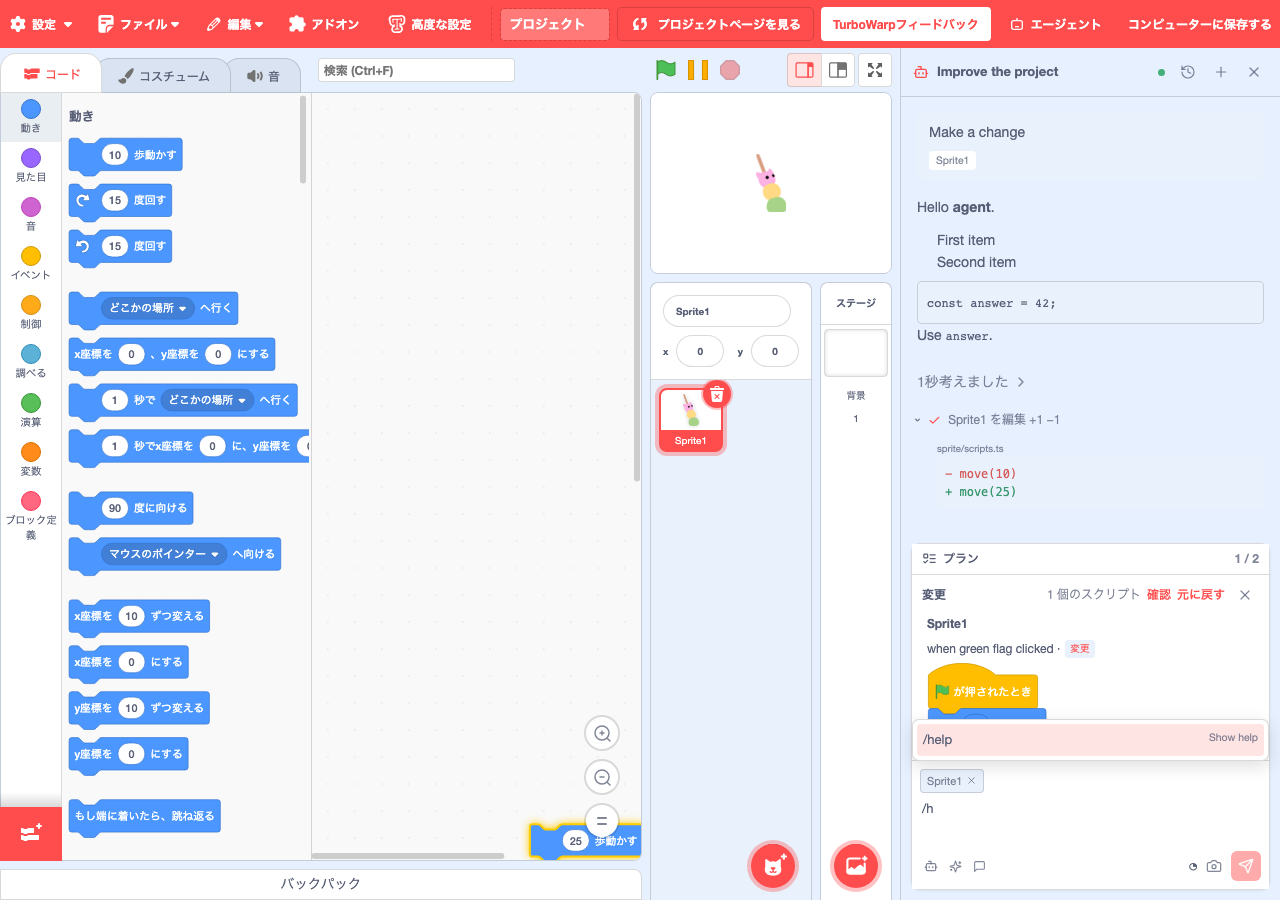 設定
ファイル
編集
アドオン
高度な設定
プロジェクト
プロジェクトページを見る
TurboWarpフィードバック
エージェント
コンピューターに保存する
コード
コスチューム
音
検索 (Ctrl+F)
動き
見た目
音
イベント
制御
調べる
演算
変数
ブロック定義
動き
10 歩動かす
15 度回す
15 度回す
どこかの場所 へ行く
x座標を 0 、y座標を 0 にする
1 秒で どこかの場所 へ行く
1 秒でx座標を 0 に、y座標を
90 度に向ける
マウスのポインター へ向ける
x座標を 10 ずつ変える
x座標を 0 にする
y座標を 10 ずつ変える
y座標を 0 にする
もし端に着いたら、跳ね返る
25 歩動かす
バックパック
Sprite1
x 0 y 0
Sprite1
ステージ
背景
1
Improve the project
Make a change
Sprite1
Hello agent.
First item
Second item
const answer = 42;
Use answer.
1秒考えました
Sprite1 を編集 +1 −1
sprite/scripts.ts
− move(10)
+ move(25)
プラン 1 / 2
変更 1 個のスクリプト 確認 元に戻す
Sprite1
when green flag clicked · 変更
が押されたとき
/help Show help
Sprite1
/h